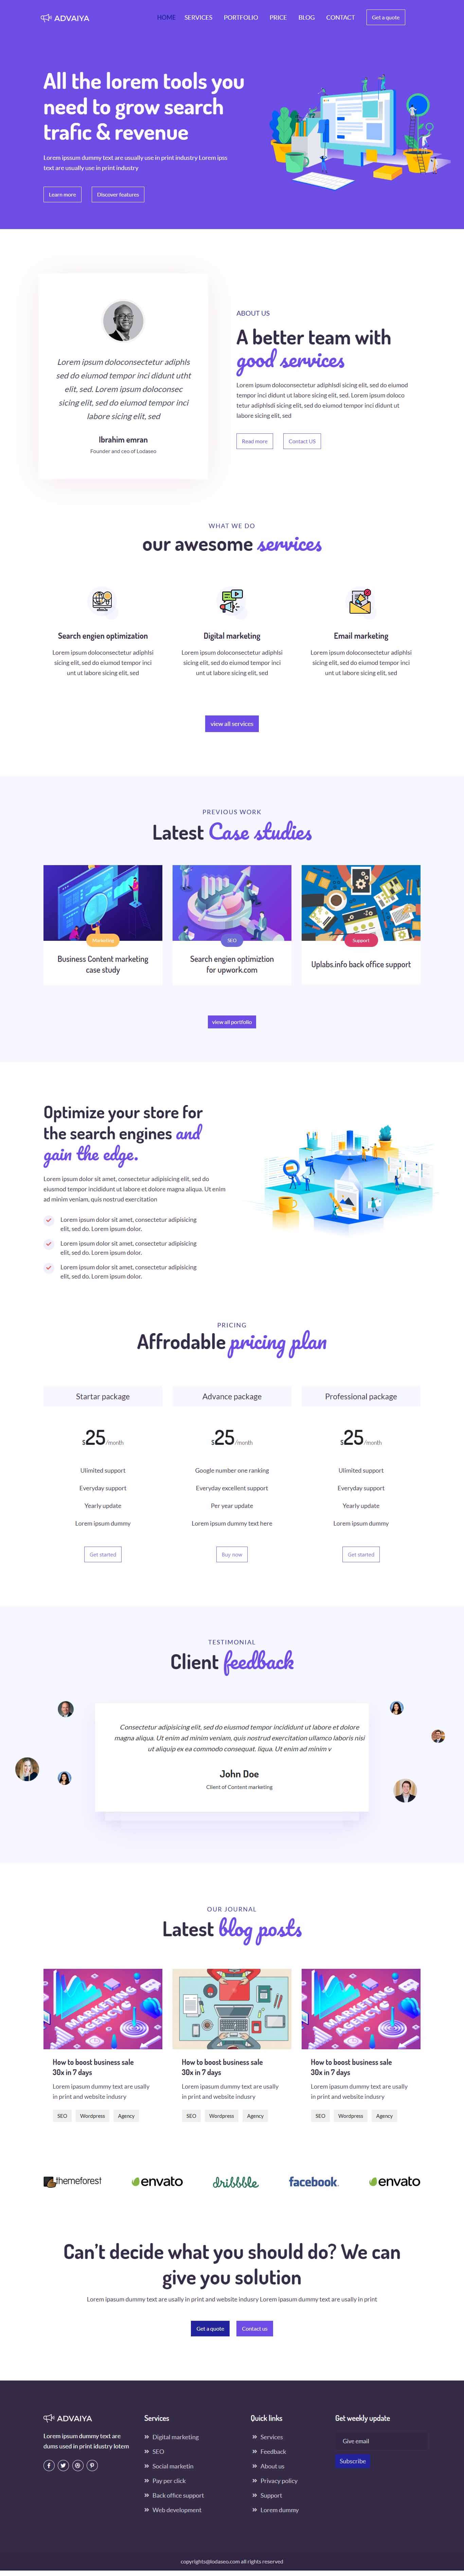 ADVAIYA
HOME SERVICES PORTFOLIO PRICE BLOG CONTACT Get a quote
All the lorem tools you
need to grow search
trafic & revenue
Lorem ipssum dummy text are usually use in print industry Lorem ipss
text are usually use in print industry
Learn more Discover features
Lorem ipsum doloconsectetur adiphls
sed do eiumod tempor inci didunt utht
elit, sed. Lorem ipsum doloconsec
sicing elit, sed do eiumod tempor inci
labore sicing elit, sed
Ibrahim emran
Founder and ceo of Lodaseo
ABOUT US
A better team with
good services
Lorem ipsum doloconsectetur adiphlsdi sicing elit, sed do eiumod
tempor inci didunt ut labore sicing elit, sed. Lorem ipsum doloco
tetur adiphlsdi sicing elit, sed do eiumod tempor inci didunt ut
labore sicing elit, sed
Read more Contact US
WHAT WE DO
our awesome services
Search engien optimization
Lorem ipsum doloconsectetur adiphlsi
sicing elit, sed do eiumod tempor inci
unt ut labore sicing elit, sed
Digital marketing
Lorem ipsum doloconsectetur adiphlsi
sicing elit, sed do eiumod tempor inci
unt ut labore sicing elit, sed
Email marketing
Lorem ipsum doloconsectetur adiphlsi
sicing elit, sed do eiumod tempor inci
unt ut labore sicing elit, sed
view all services
PREVIOUS WORK
Latest Case studies
Marketing
Business Content marketing
case study
SEO
Search engien optimiztion
for upwork.com
Support
Uplabs.info back office support
view all portfolio
Optimize your store for
the search engines and
gain the edge.
Lorem ipsum dolor sit amet, consectetur adipisicing elit, sed do
eiusmod tempor incididunt ut labore et dolore magna aliqua. Ut enim
ad minim veniam, quis nostrud exercitation
Lorem ipsum dolor sit amet, consectetur adipisicing
elit, sed do. Lorem ipsum dolor.
Lorem ipsum dolor sit amet, consectetur adipisicing
elit, sed do. Lorem ipsum dolor.
Lorem ipsum dolor sit amet, consectetur adipisicing
elit, sed do. Lorem ipsum dolor.
PRICING
Affrodable pricing plan
Startar package
$25/month
Ulimited support
Everyday support
Yearly update
Lorem ipsum dummy
Get started
Advance package
$25/month
Google number one ranking
Everyday excellent support
Per year update
Lorem ipsum dummy text here
Buy now
Professional package
$25/month
Ulimited support
Everyday support
Yearly update
Lorem ipsum dummy
Get started
TESTIMONIAL
Client feedback
Consectetur adipisicing elit, sed do eiusmod tempor incididunt ut labore et dolore
magna aliqua. Ut enim ad minim veniam, quis nostrud exercitation ullamco laboris nisi
ut aliquip ex ea commodo consequat. liqua. Ut enim ad minim v
John Doe
Client of Content marketing
OUR JOURNAL
Latest blog posts
MARKETING
AGENCY
How to boost business sale
30x in 7 days
Lorem ipsum dummy text are usally
in print and website indusry
SEO Wordpress Agency
How to boost business sale
30x in 7 days
Lorem ipsum dummy text are usally
in print and website indusry
SEO Wordpress Agency
MARKETING
AGENCY
How to boost business sale
30x in 7 days
Lorem ipsum dummy text are usally
in print and website indusry
SEO Wordpress Agency
themeforest envato dribbble facebook envato
Can't decide what you should do? We can
give you solution
Lorem ipsum dummy text are usally in print and website indusry Lorem ipsum dummy text are usally in print
Get a quote Contact us
ADVAIYA
Lorem ipsum dummy text are
dums used in print idustry lotem
Services
Digital marketing
SEO
Social marketin
Pay per click
Back office support
Web development
Quick links
Services
Feedback
About us
Privacy policy
Support
Lorem dummy
Get weekly update
Give email
Subscribe
copyrights@lodaseo.com all rights reserved